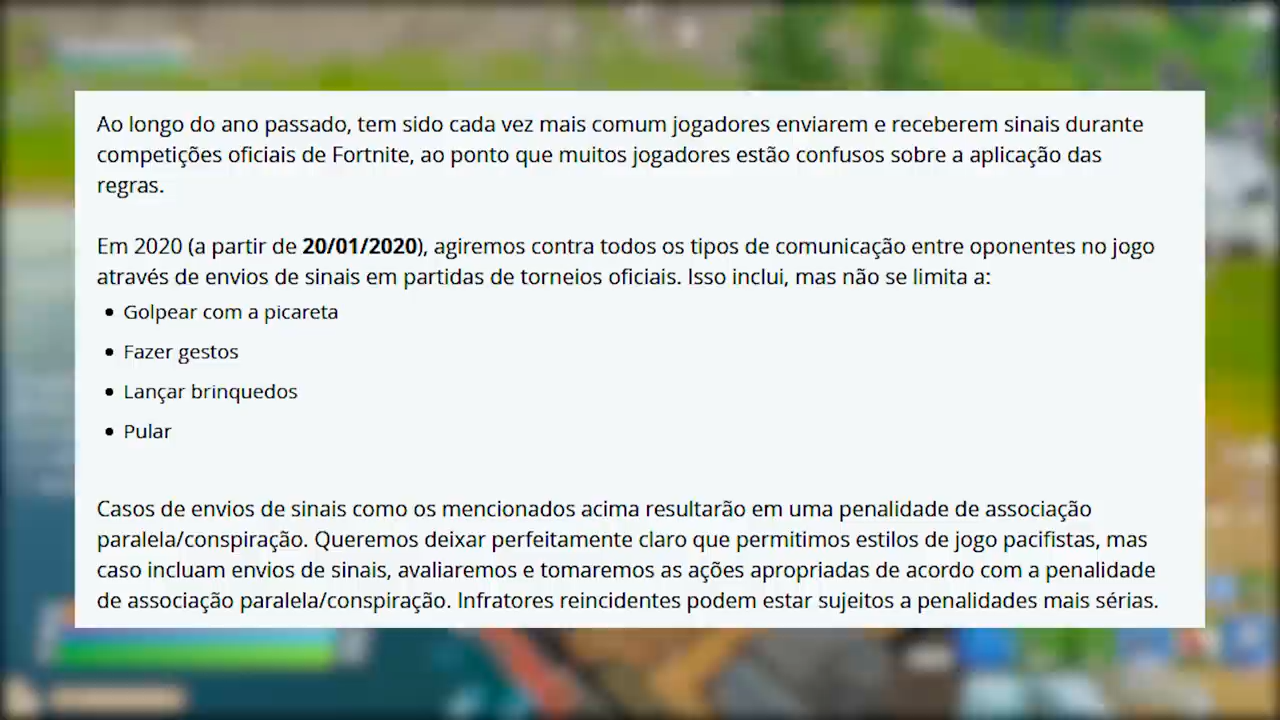 Ao longo do ano passado, tem sido cada vez mais comum jogadores enviarem e receberem sinais durante
competições oficiais de Fortnite, ao ponto que muitos jogadores estão confusos sobre a aplicação das
regras.
Em 2020 (a partir de 20/01/2020), agiremos contra todos os tipos de comunicação entre oponentes no jogo
através de envios de sinais em partidas de torneios oficiais. Isso inclui, mas não se limita a:
• Golpear com a picareta
• Fazer gestos
• Lançar brinquedos
• Pular
Casos de envios de sinais como os mencionados acima resultarão em uma penalidade de associação
paralela/conspiração. Queremos deixar perfeitamente claro que permitimos estilos de jogo pacifistas, mas
caso incluam envios de sinais, avaliaremos e tomaremos as ações apropriadas de acordo com a penalidade
de associação paralela/conspiração. Infratores reincidentes podem estar sujeitos a penalidades mais sérias.